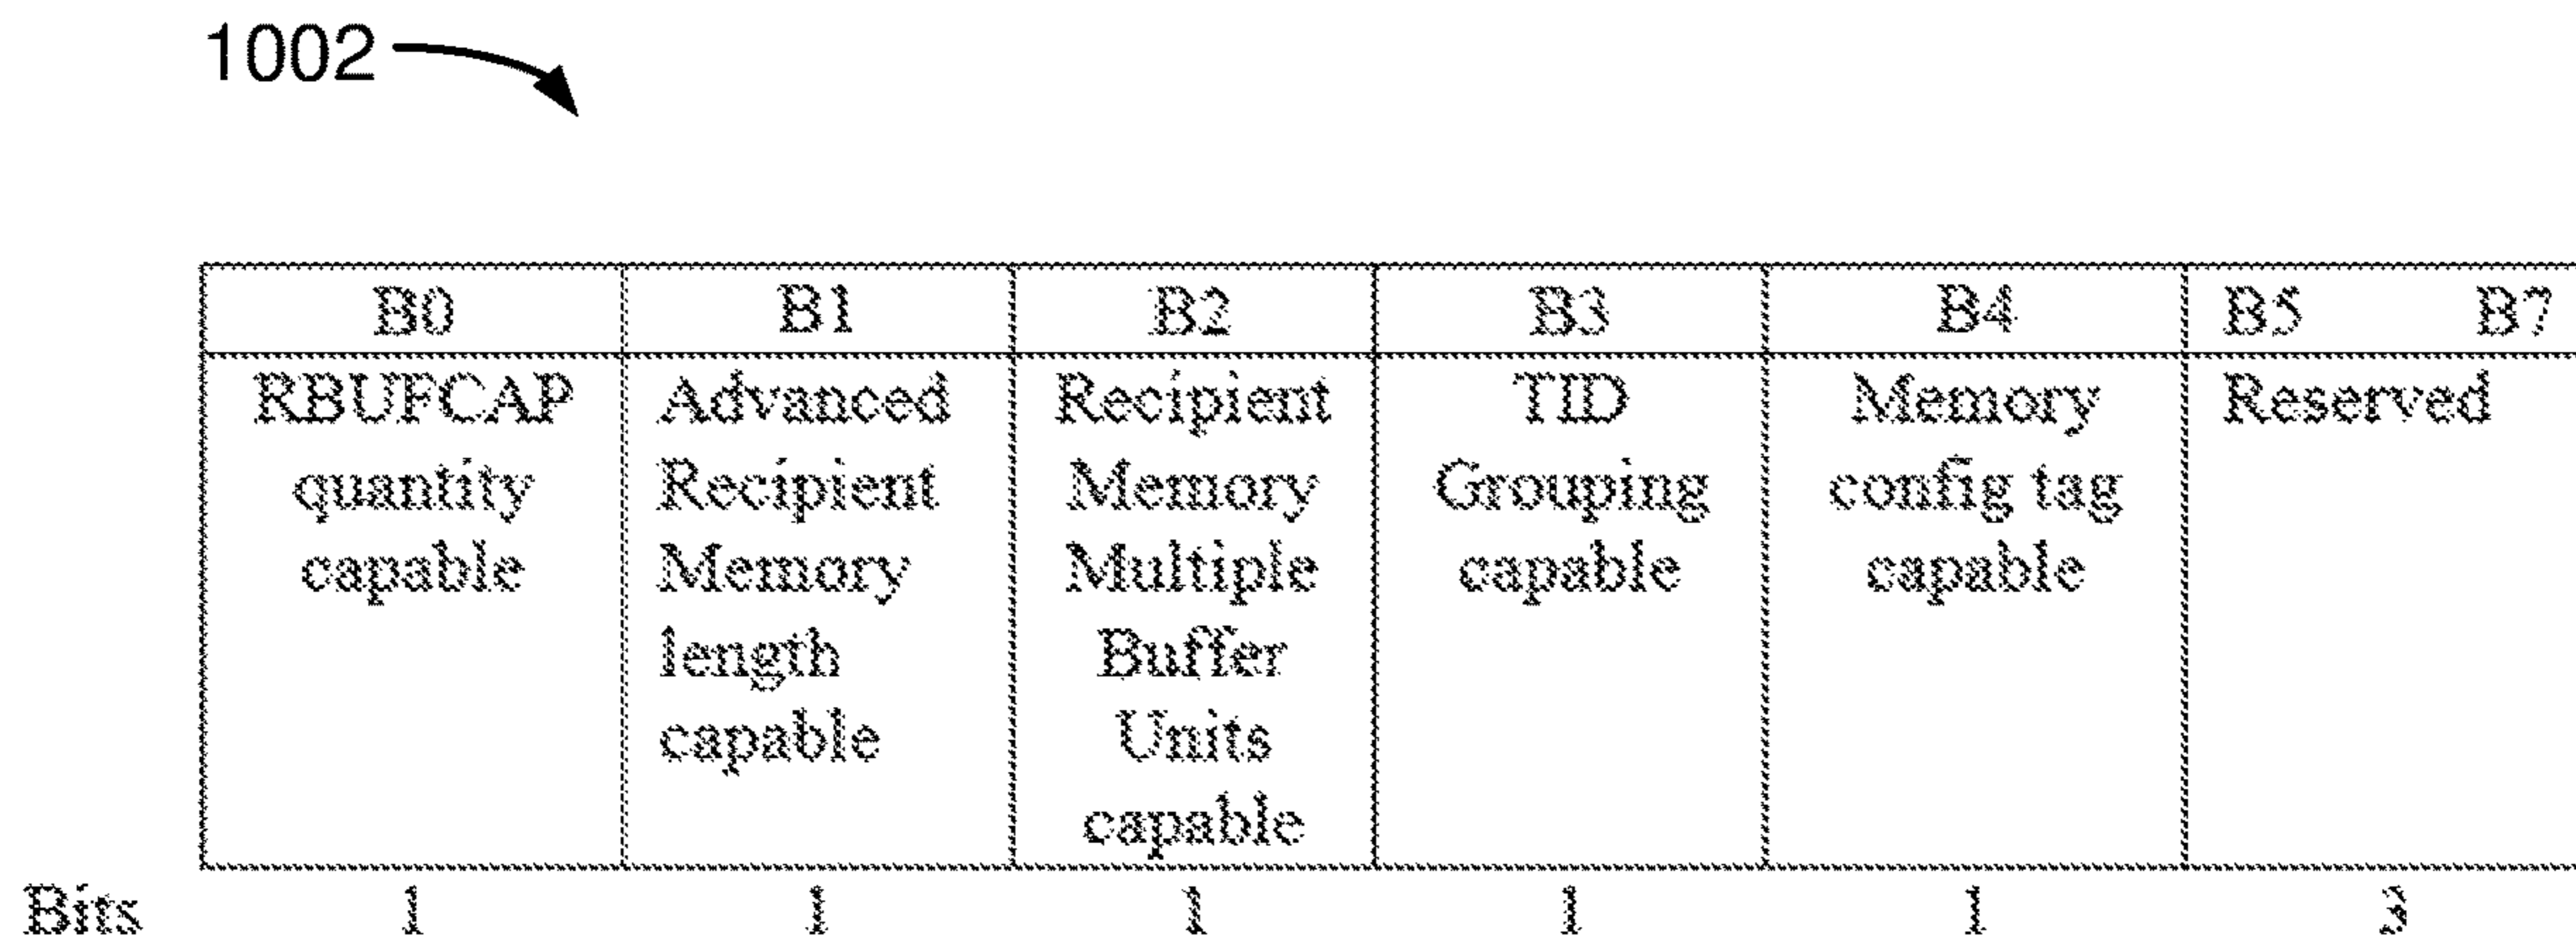 1002
B0 B1 B2 B3 B4 B5 B7
RBUFCAP
quantity
capable
Advanced
Recipient
Memory
length
capable
Recipient
Memory
Multiple
Buffer
Units
capable
TID
Grouping
capable
Memory
config tag
capable
Reserved
Bits 1 1 1 1 1 3